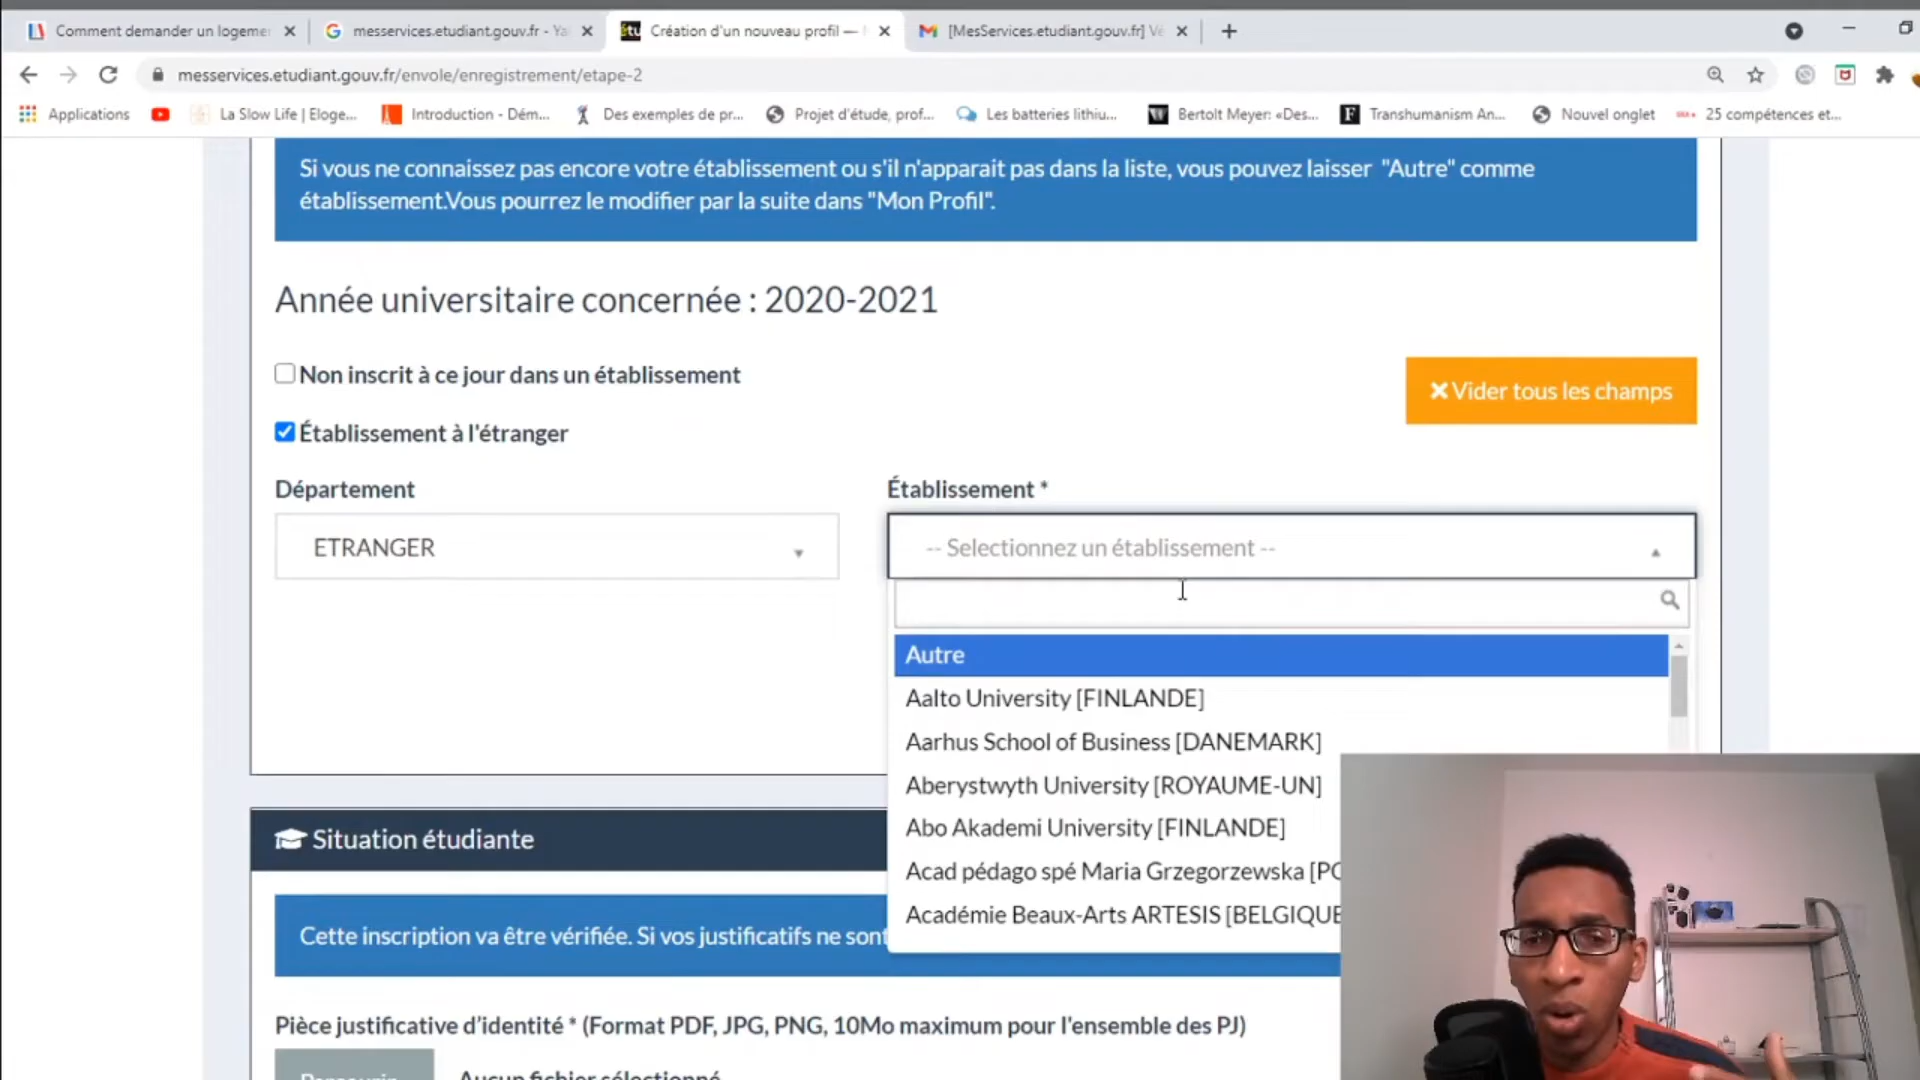 Comment demander un logeme
messervices.etudiant.gouv.fr - Ya
Création d'un nouveau profil —
[MesServices.etudiant.gouv.fr] Vé
messervices.etudiant.gouv.fr/envole/enregistrement/etape-2
Applications
La Slow Life | Eloge...
Introduction - Dém...
Des exemples de pr...
Projet d'étude, prof...
Les batteries lithiu...
Bertolt Meyer: «Des...
Transhumanism An...
Nouvel onglet
25 compétences et...
Si vous ne connaissez pas encore votre établissement ou s'il n'apparait pas dans la liste, vous pouvez laisser "Autre" comme
établissement.Vous pourrez le modifier par la suite dans "Mon Profil".
Année universitaire concernée : 2020-2021
Non inscrit à ce jour dans un établissement
Vider tous les champs
Établissement à l'étranger
Département
Établissement *
ETRANGER
-- Selectionnez un établissement --
Autre
Aalto University [FINLANDE]
Aarhus School of Business [DANEMARK]
Aberystwyth University [ROYAUME-UN]
Abo Akademi University [FINLANDE]
Acad pédago spé Maria Grzegorzewska [PO
Académie Beaux-Arts ARTESIS [BELGIQUE
Situation étudiante
Cette inscription va être vérifiée. Si vos justificatifs ne sont
Pièce justificative d'identité * (Format PDF, JPG, PNG, 10Mo maximum pour l'ensemble des PJ)
Parcourir
Aucun fichier sélectionné